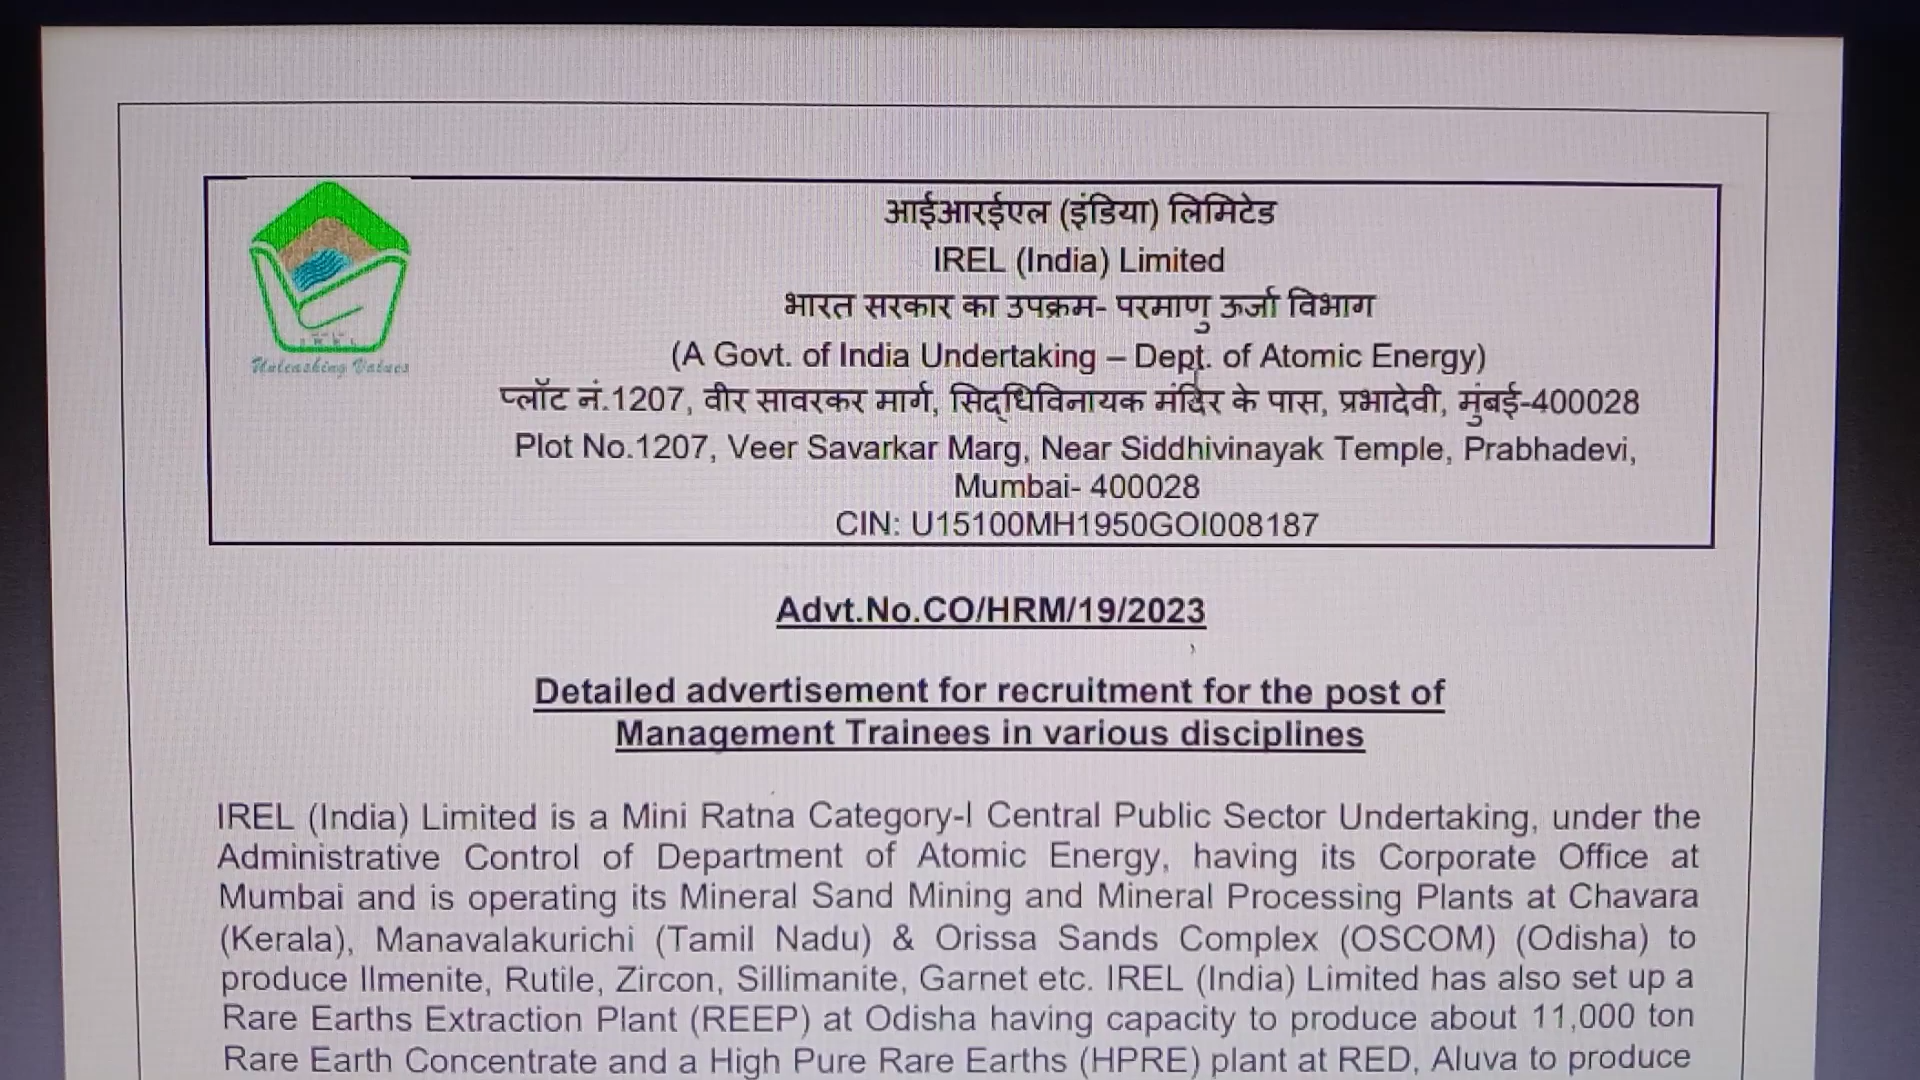 आईआरईएल (इंडिया) लिमिटेड
IREL (India) Limited
भारत सरकार का उपक्रम- परमाणु ऊर्जा विभाग
(A Govt. of India Undertaking – Dept. of Atomic Energy)
प्लॉट नं.1207, वीर सावरकर मार्ग, सिद्धिविनायक मंदिर के पास, प्रभादेवी, मुंबई-400028
Plot No.1207, Veer Savarkar Marg, Near Siddhivinayak Temple, Prabhadevi,
Mumbai- 400028
CIN: U15100MH1950GOI008187
IREL
Unleashing Values
Advt.No.CO/HRM/19/2023
Detailed advertisement for recruitment for the post of
Management Trainees in various disciplines
IREL (India) Limited is a Mini Ratna Category-I Central Public Sector Undertaking, under the
Administrative Control of Department of Atomic Energy, having its Corporate Office at
Mumbai and is operating its Mineral Sand Mining and Mineral Processing Plants at Chavara
(Kerala), Manavalakurichi (Tamil Nadu) & Orissa Sands Complex (OSCOM) (Odisha) to
produce Ilmenite, Rutile, Zircon, Sillimanite, Garnet etc. IREL (India) Limited has also set up a
Rare Earths Extraction Plant (REEP) at Odisha having capacity to produce about 11,000 ton
Rare Earth Concentrate and a High Pure Rare Earths (HPRE) plant at RED, Aluva to produce